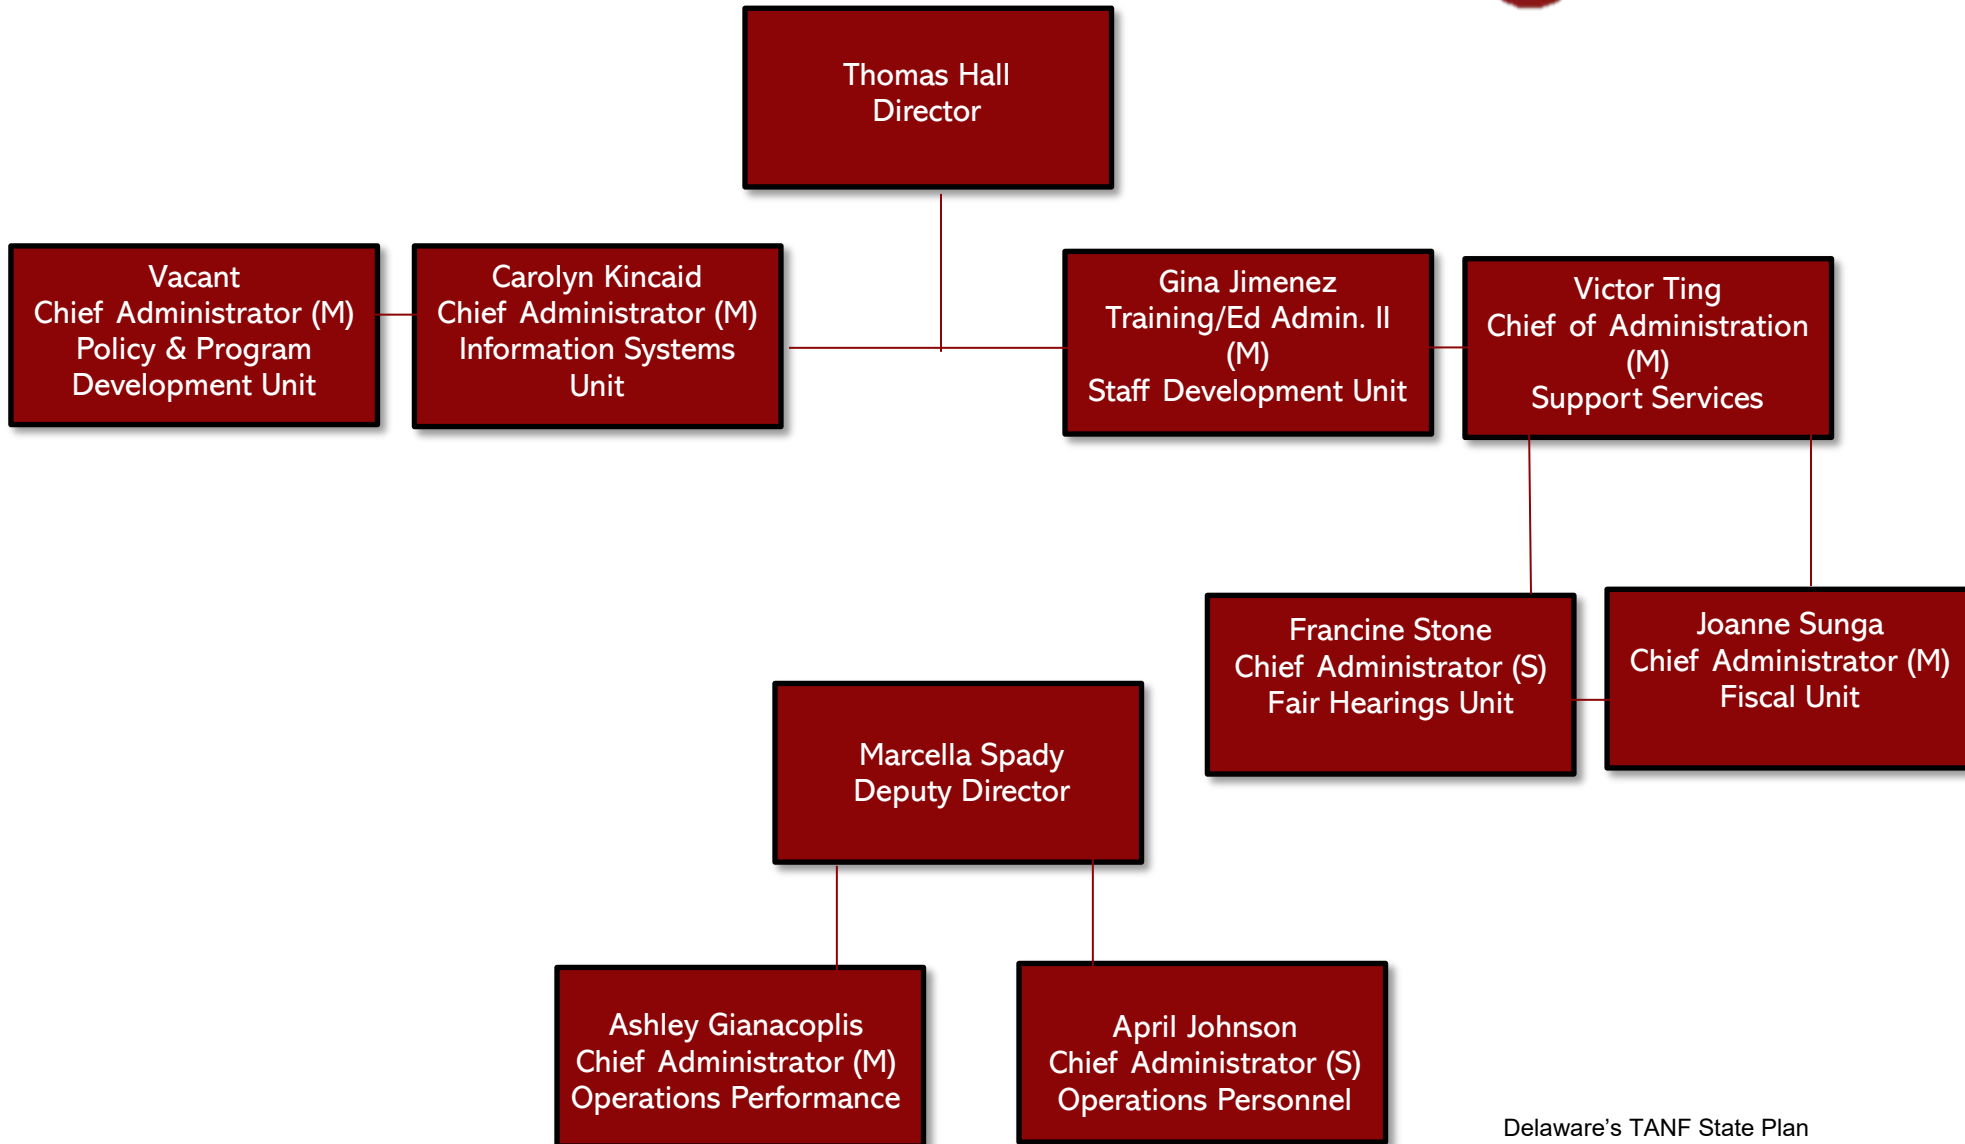 Thomas Hall
Director
Vacant
Chief Administrator (M)
Policy & Program
Development Unit
Carolyn Kincaid
Chief Administrator (M)
Information Systems
Unit
Gina Jimenez
Training/Ed Admin. II
(M)
Staff Development Unit
Victor Ting
Chief of Administration
(M)
Support Services
Francine Stone
Chief Administrator (S)
Fair Hearings Unit
Joanne Sunga
Chief Administrator (M)
Fiscal Unit
Marcella Spady
Deputy Director
Ashley Gianacoplis
Chief Administrator (M)
Operations Performance
April Johnson
Chief Administrator (S)
Operations Personnel
Delaware's TANF State Plan